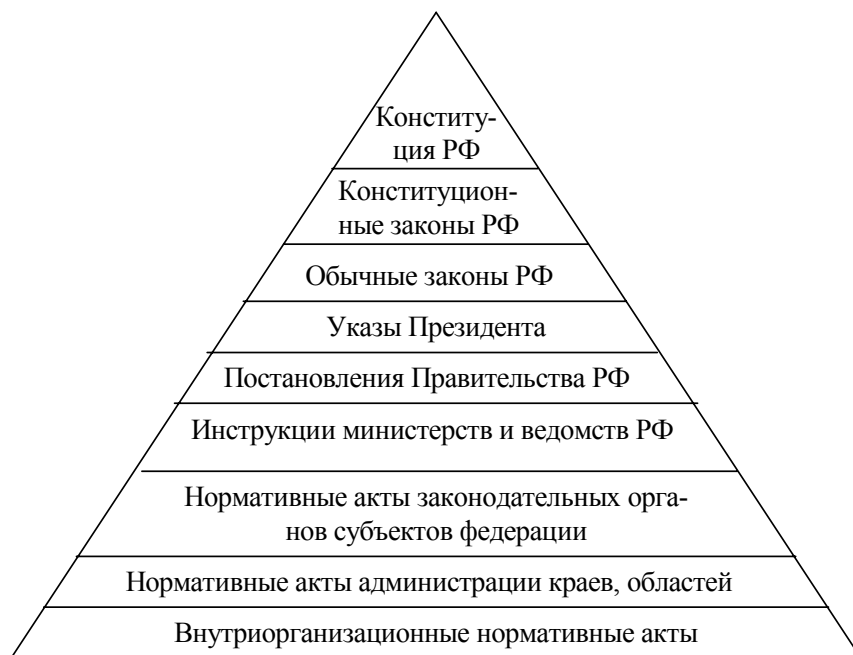 Конститу-
ция РФ
Конституцион-
ные законы РФ
Обычные законы РФ
Указы Президента
Постановления Правительства РФ
Инструкции министерств и ведомств РФ
Нормативные акты законодательных орга-
нов субъектов федерации
Нормативные акты администрации краев, областей
Внутриорганизационные нормативные акты